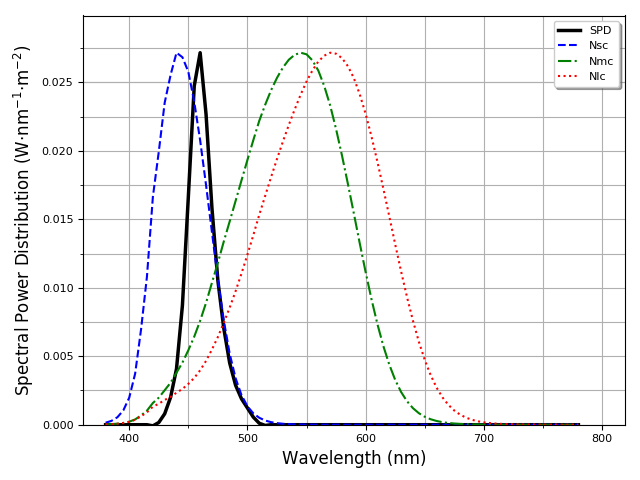 SPD
Nsc
Nmc
Nlc
0.025
0.020
0.015
0.010
0.005
0.000
400 500 600 700 800
Wavelength (nm)
Spectral Power Distribution (W·nm⁻¹·m⁻²)